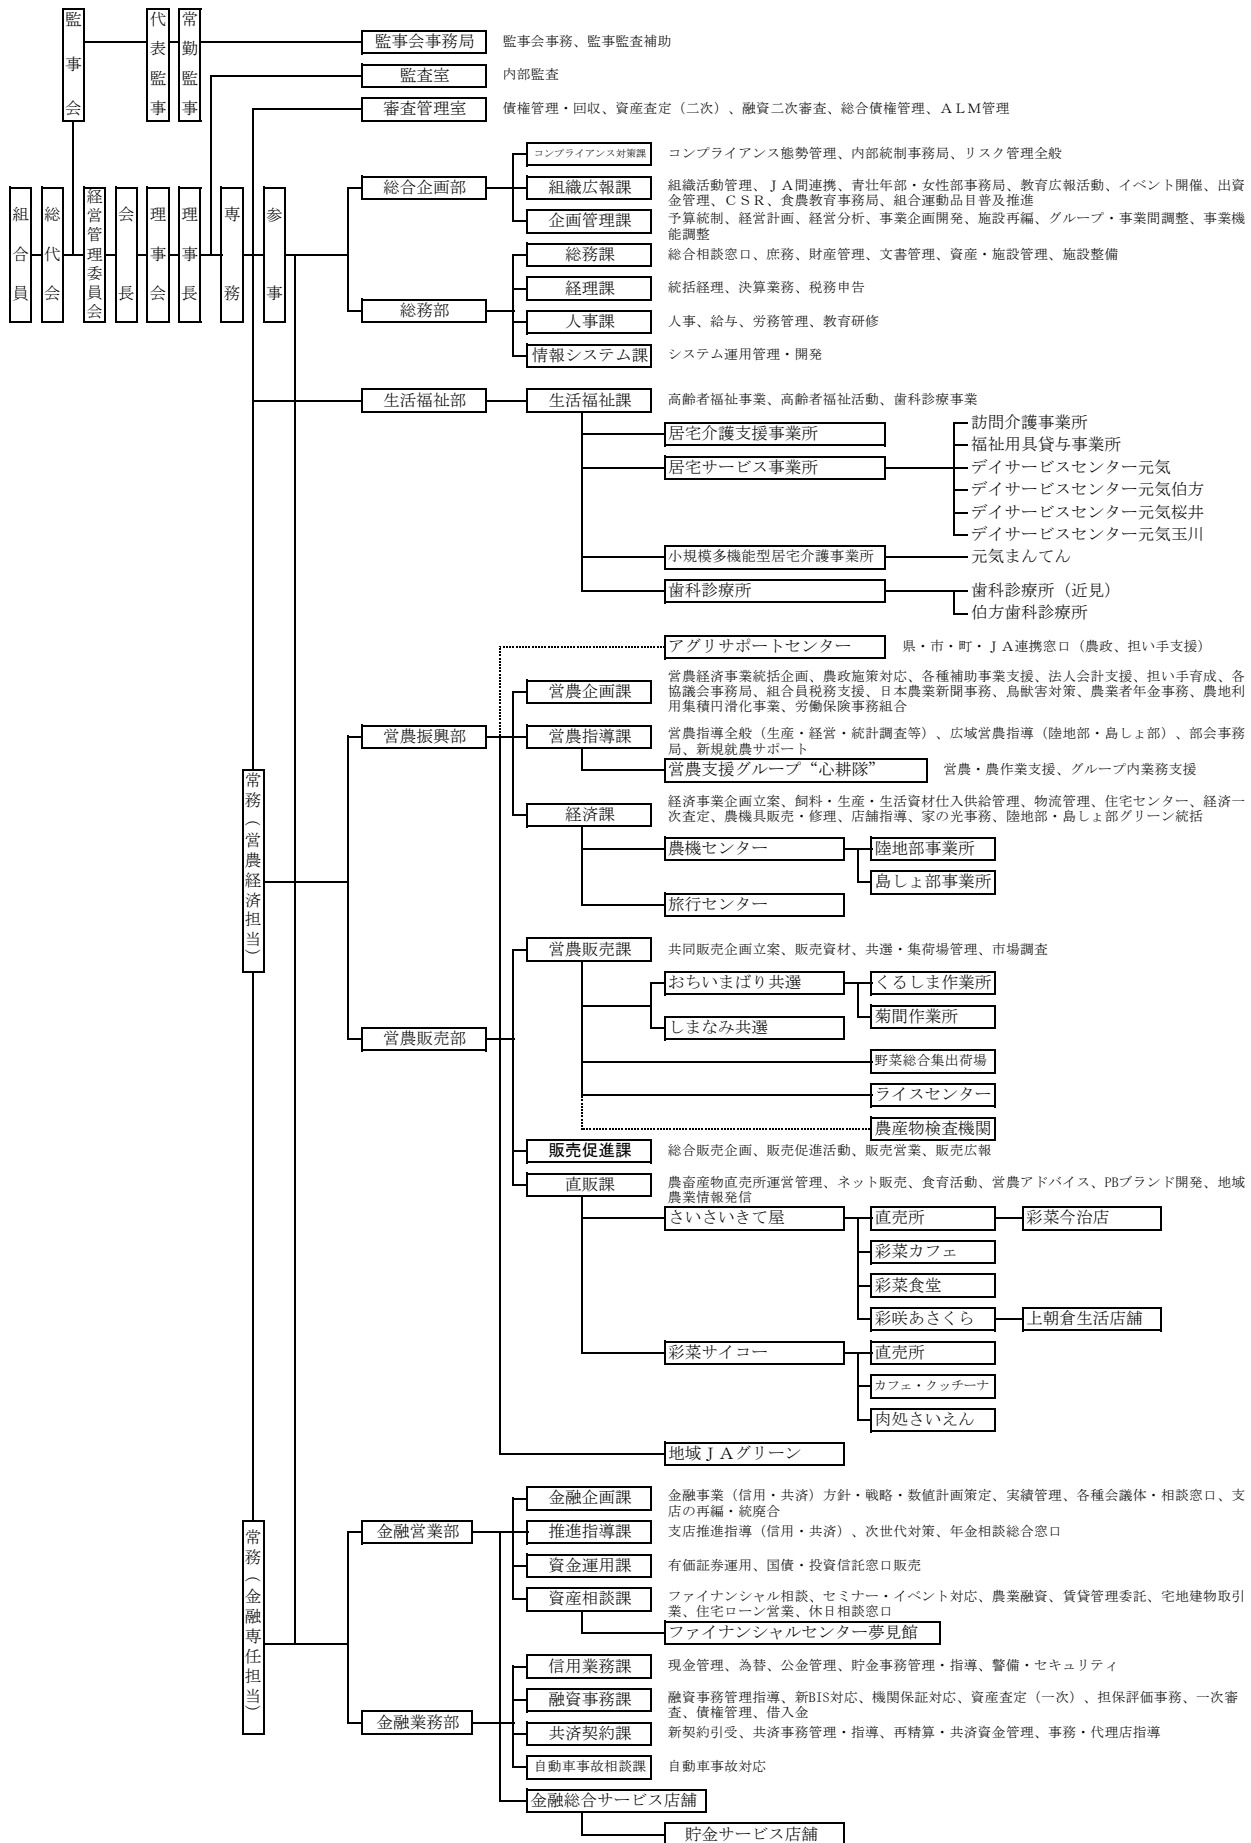 監事会
代表監事
常勤監事
監事会事務局
監事会事務、監事監査補助
監査室
内部監査
審査管理室
債権管理・回収、資産査定(二次)、融資二次審査、総合債権管理、ALM管理
組合員
総代会
経営管理委員会
会長
理事会
理事長
専務
参事
総合企画部
コンプライアンス対策課
コンプライアンス態勢管理、内部統制事務局、リスク管理全般
組織広報課
組織活動管理、JA間連携、青壮年部・女性部事務局、教育広報活動、イベント開催、出資
金管理、CSR、食農教育事務局、組合運動品目普及推進
企画管理課
予算統制、経営計画、経営分析、事業企画開発、施設再編、グループ・事業間調整、事業機
能調整
総務部
総務課
総合相談窓口、庶務、財産管理、文書管理、資産・施設管理、施設整備
経理課
統括経理、決算業務、税務申告
人事課
人事、給与、労務管理、教育研修
情報システム課
システム運用管理・開発
生活福祉部
生活福祉課
高齢者福祉事業、高齢者福祉活動、歯科診療事業
居宅介護支援事業所
居宅サービス事業所
訪問介護事業所
福祉用具貸与事業所
デイサービスセンター元気
デイサービスセンター元気伯方
デイサービスセンター元気桜井
デイサービスセンター元気玉川
小規模多機能型居宅介護事業所
元気まんてん
歯科診療所
歯科診療所(近見)
伯方歯科診療所
常務(営農経済担当)
アグリサポートセンター
県・市・町・JA連携窓口(農政、担い手支援)
営農振興部
営農企画課
営農経済事業統括企画、農政施策対応、各種補助事業支援、法人会計支援、担い手育成、各
協議会事務局、組合員税務支援、日本農業新聞事務、鳥獣害対策、農業者年金事務、農地利
用集積円滑化事業、労働保険事務組合
営農指導課
営農指導全般(生産・経営・統計調査等)、広域営農指導(陸地部・島しょ部)、部会事務
局、新規就農サポート
営農支援グループ“心耕隊”
営農・農作業支援、グループ内業務支援
経済課
経済事業企画立案、飼料・生産・生活資材仕入供給管理、物流管理、住宅センター、経済一
次査定、農機具販売・修理、店舗指導、家の光事務、陸地部・島しょ部グリーン統括
農機センター
陸地部事業所
島しょ部事業所
旅行センター
営農販売部
営農販売課
共同販売企画立案、販売資材、共選・集荷場管理、市場調査
おちいまばり共選
くるしま作業所
菊間作業所
しまなみ共選
野菜総合集出荷場
ライスセンター
農産物検査機関
販売促進課
総合販売企画、販売促進活動、販売営業、販売広報
直販課
農畜産物直売所運営管理、ネット販売、食育活動、営農アドバイス、PBブランド開発、地域
農業情報発信
さいさいきて屋
直売所
彩菜今治店
彩菜カフェ
彩菜食堂
彩咲あさくら
上朝倉生活店舗
彩菜サイコー
直売所
カフェ・クッチーナ
肉処さいえん
地域JAグリーン
常務(金融専任担当)
金融営業部
金融企画課
金融事業(信用・共済)方針・戦略・数値計画策定、実績管理、各種会議体・相談窓口、支
店の再編・統廃合
推進指導課
支店推進指導(信用・共済)、次世代対策、年金相談総合窓口
資金運用課
有価証券運用、国債・投資信託窓口販売
資産相談課
ファイナンシャル相談、セミナー・イベント対応、農業融資、賃貸管理委託、宅地建物取引
業、住宅ローン営業、休日相談窓口
ファイナンシャルセンター夢見館
金融業務部
信用業務課
現金管理、為替、公金管理、貯金事務管理・指導、警備・セキュリティ
融資事務課
融資事務管理指導、新BIS対応、機関保証対応、資産査定(一次)、担保評価事務、一次審
査、債権管理、借入金
共済契約課
新契約引受、共済事務管理・指導、再精算・共済資金管理、事務・代理店指導
自動車事故相談課
自動車事故対応
金融総合サービス店舗
貯金サービス店舗